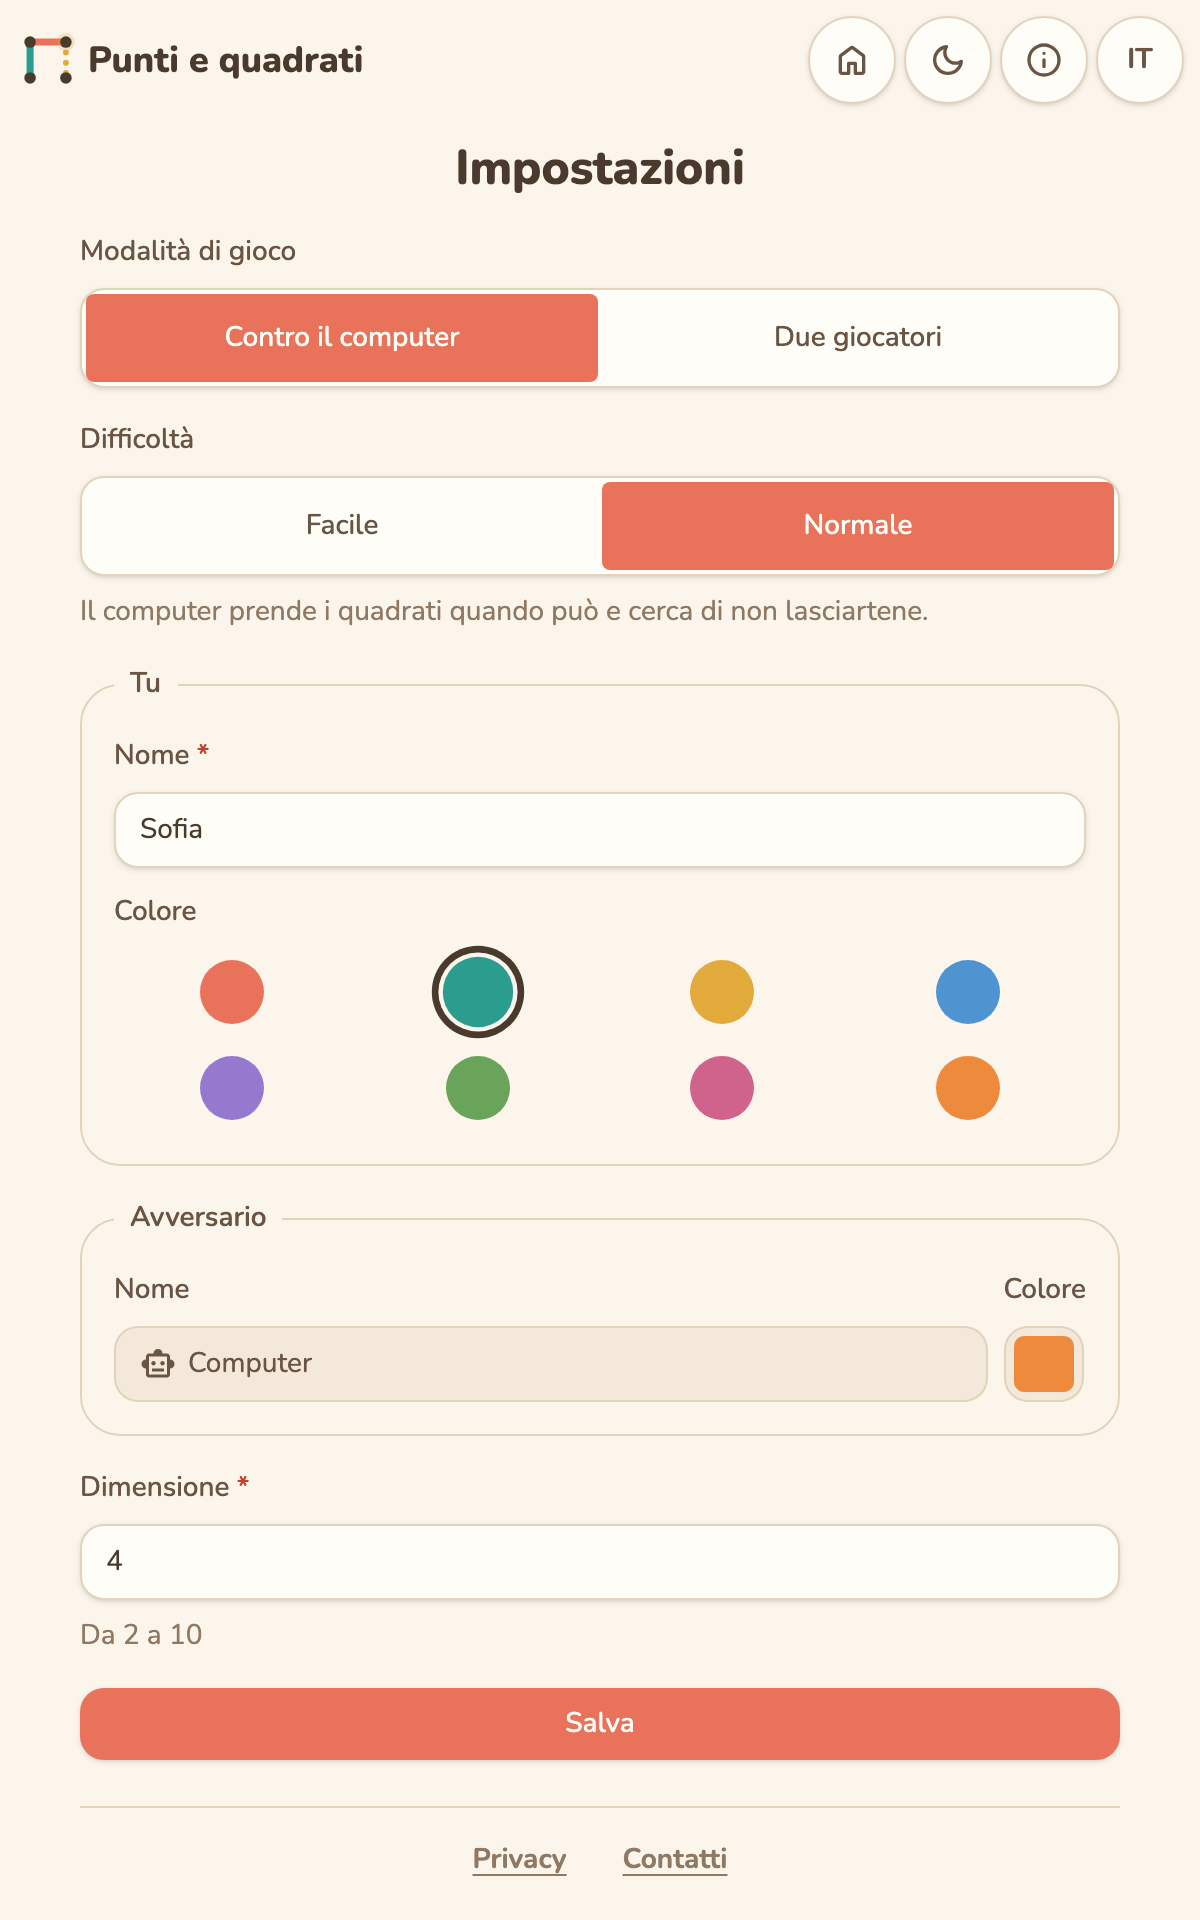 Punti e quadrati
IT
Impostazioni
Modalità di gioco
Contro il computer
Due giocatori
Difficoltà
Facile
Normale
Il computer prende i quadrati quando può e cerca di non lasciartene.
Tu
Nome *
Sofia
Colore
Avversario
Nome
Colore
Computer
Dimensione *
4
Da 2 a 10
Salva
Privacy
Contatti